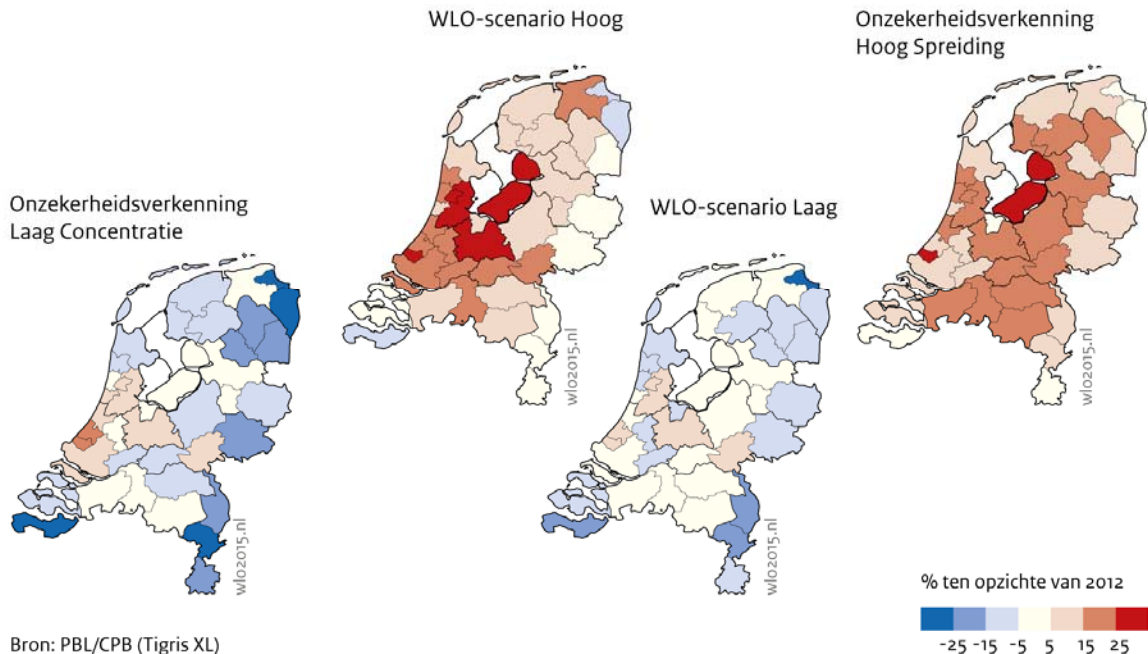 WLO-scenario Hoog
Onzekerheidsverkenning
Hoog Spreiding
Onzekerheidsverkenning
Laag Concentratie
WLO-scenario Laag
wlo2015.nl
wlo2015.nl
wlo2015.nl
wlo2015.nl
% ten opzichte van 2012
-25 -15 -5 5 15 25
Bron: PBL/CPB (Tigris XL)